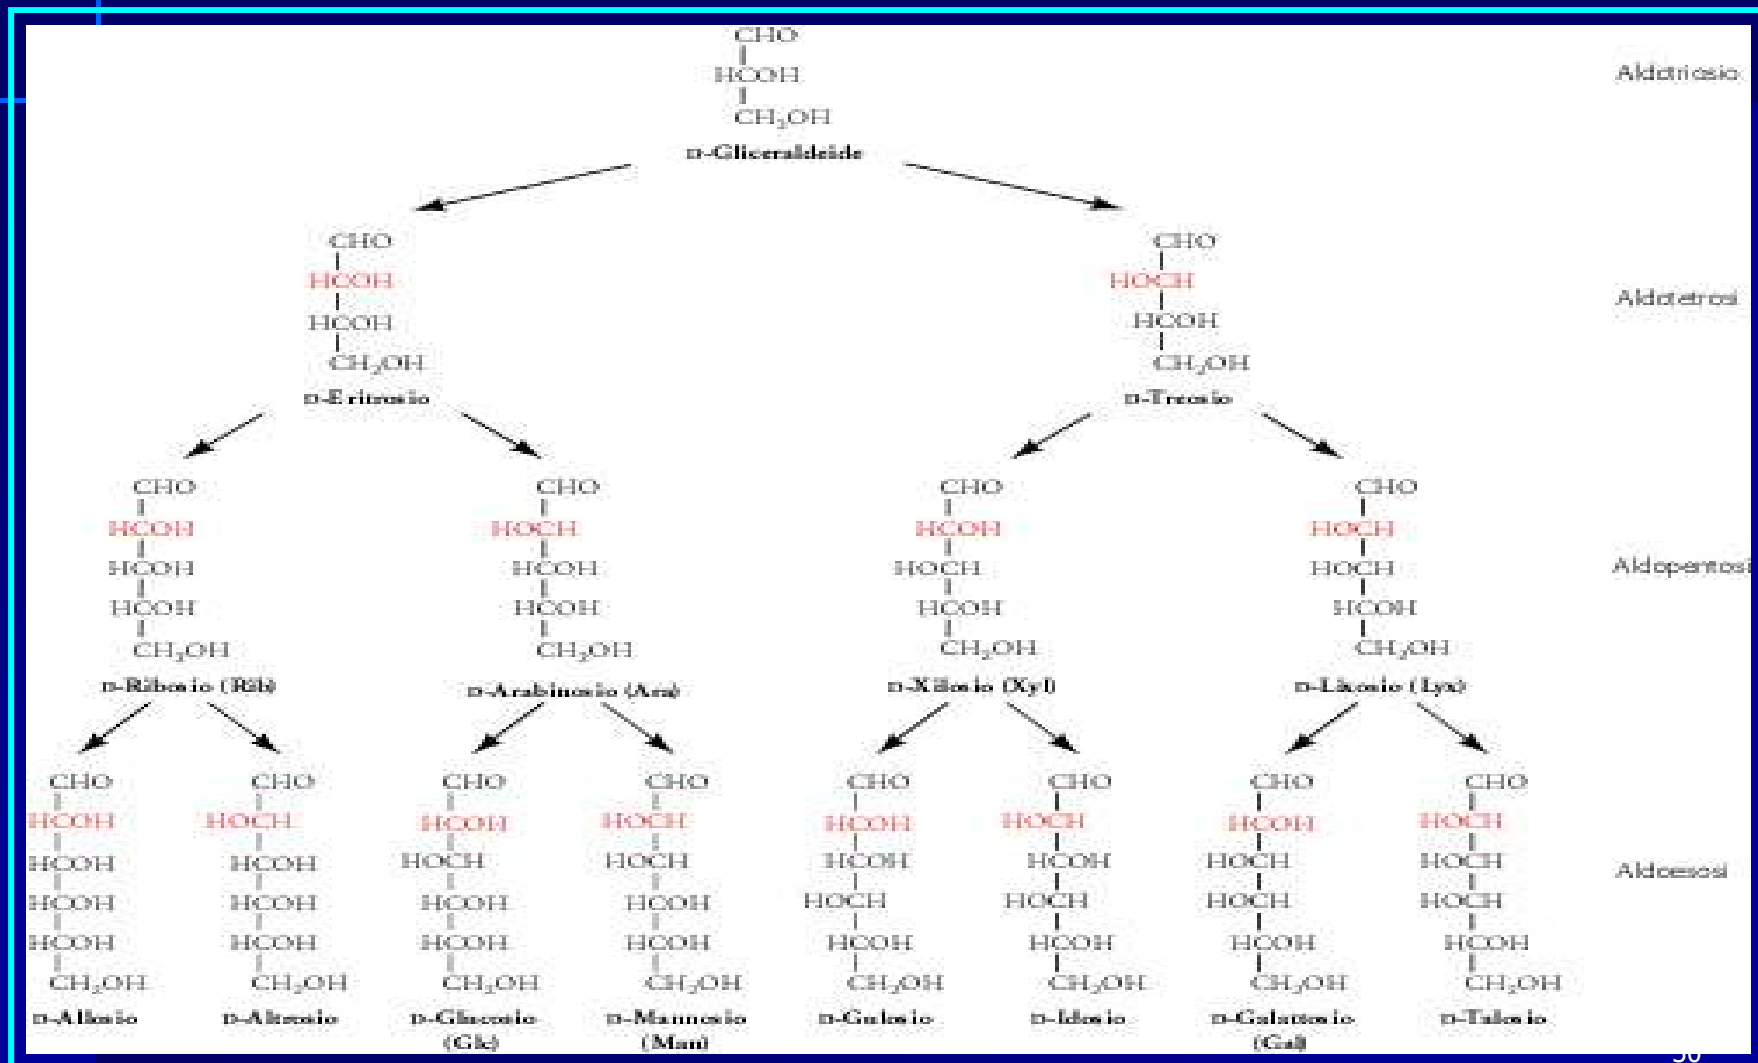 CHO
HCOH
CH₂OH
D-Gliceraldeide
Aldotriosio
CHO CHO
HCOH HOCH
HCOH HCOH
CH₂OH CH₂OH
D-Eritrosio D-Treosio
Aldotetrosi
CHO CHO CHO CHO
HCOH HOCH HCOH HOCH
HCOH HCOH HOCH HOCH
HCOH HCOH HCOH HCOH
CH₂OH CH₂OH CH₂OH CH₂OH
D-Ribosio (Rib) D-Arabinosio (Ara) D-Xilosio (Xyl) D-Lixosio (Lyx)
Aldopentosi
CHO CHO CHO CHO CHO CHO CHO CHO
HCOH HOCH HCOH HOCH HCOH HOCH HCOH HOCH
HCOH HCOH HOCH HOCH HCOH HCOH HOCH HOCH
HCOH HCOH HCOH HCOH HOCH HOCH HOCH HOCH
HCOH HCOH HCOH HCOH HCOH HCOH HCOH HCOH
CH₂OH CH₂OH CH₂OH CH₂OH CH₂OH CH₂OH CH₂OH CH₂OH
D-Allosio D-Altrosio D-Glucosio D-Mannosio D-Gulosio D-Idosio D-Galattosio D-Talosio
(Glc) (Man) (Gal)
Aldoesosi